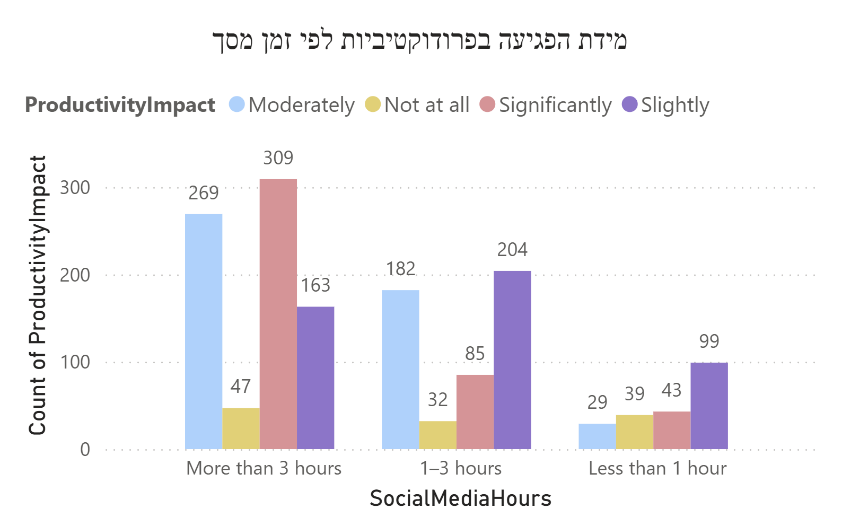 מידת הפגיעה בפרודוקטיביות לפי זמן מסך
ProductivityImpact Moderately Not at all Significantly Slightly
Count of ProductivityImpact
300
200
100
0
269
47
309
163
182
32
85
204
29
39
43
99
More than 3 hours
1–3 hours
Less than 1 hour
SocialMediaHours